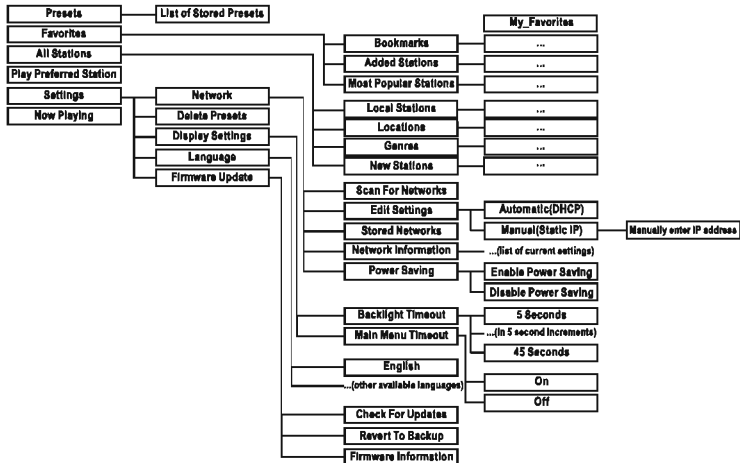 My_Favorites
Presets
List of Stored Presets
Favorites
All Stations
Play Preferred Station
Settings
Now Playing
Bookmarks
...
Added Stations
...
Most Popular Stations
...
Local Stations
...
Locations
...
Genres
...
New Stations
...
Network
Delete Presets
Display Settings
Language
Firmware Update
Scan For Networks
Edit Settings
Automatic(DHCP)
Manual(Static IP)
Manually enter IP address
Stored Networks
Network Information
...(list of current settings)
Power Saving
Enable Power Saving
Disable Power Saving
Backlight Timeout
5 Seconds
...(in 5 second increments)
45 Seconds
Main Menu Timeout
On
Off
English
...(other available languages)
Check For Updates
Revert To Backup
Firmware Information